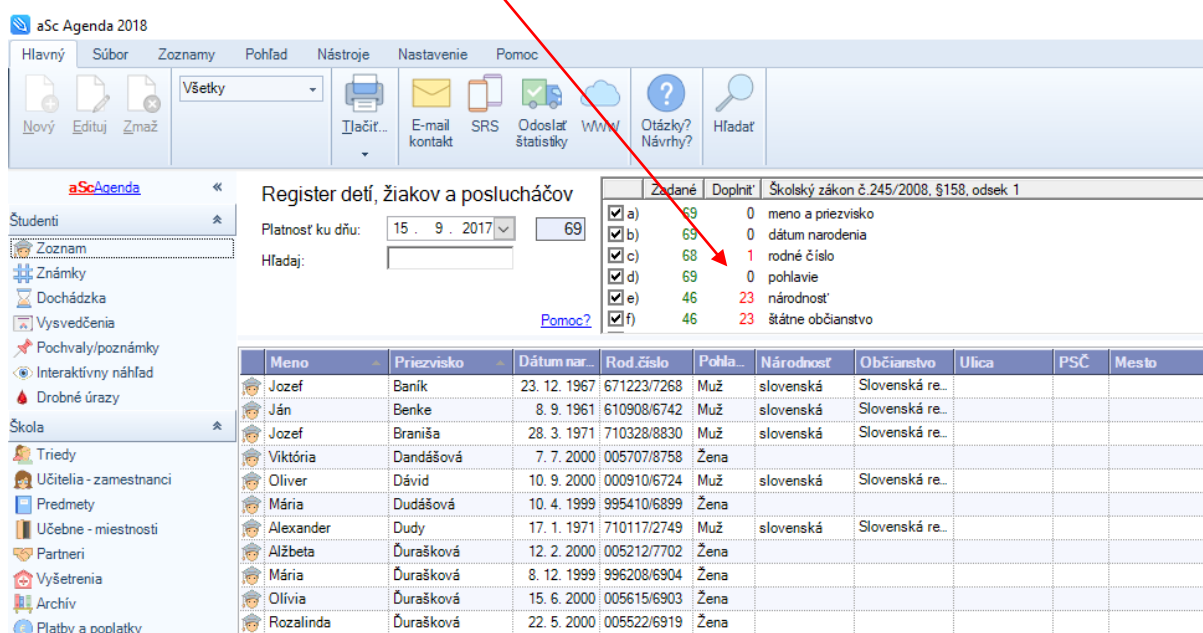 aSc Agenda 2018
Hlavný Súbor Zoznamy Pohľad Nástroje Nastavenie Pomoc
Všetky
Nový Edituj Zmaž Tlačiť... E-mail kontakt SRS Odoslať štatistiky WWW Otázky? Návrhy? Hľadať
aScAgenda «
Študenti
Zoznam
Známky
Dochádzka
Vysvedčenia
Pochvaly/poznámky
Interaktívny náhľad
Drobné úrazy
Škola
Triedy
Učitelia - zamestnanci
Predmety
Učebne - miestnosti
Partneri
Vyšetrenia
Archív
Platby a poplatky
Register detí, žiakov a poslucháčov
Platnosť ku dňu: 15 . 9 . 2017 69
Hľadaj:
Pomoc?
Zadané Doplniť Školský zákon č.245/2008, §158, odsek 1
a) 69 0 meno a priezvisko
b) 69 0 dátum narodenia
c) 68 1 rodné číslo
d) 69 0 pohlavie
e) 46 23 národnosť
f) 46 23 štátne občianstvo
Meno Priezvisko Dátum nar... Rod.číslo Pohla... Národnosť Občianstvo Ulica PSČ Mesto
Jozef Baník 23. 12. 1967 671223/7268 Muž slovenská Slovenská re...
Ján Benke 8. 9. 1961 610908/6742 Muž slovenská Slovenská re...
Jozef Braniša 28. 3. 1971 710328/8830 Muž slovenská Slovenská re...
Viktória Dandášová 7. 7. 2000 005707/8758 Žena
Oliver Dávid 10. 9. 2000 000910/6724 Muž slovenská Slovenská re...
Mária Dudášová 10. 4. 1999 995410/6899 Žena
Alexander Dudy 17. 1. 1971 710117/2749 Muž slovenská Slovenská re...
Alžbeta Ďurašková 12. 2. 2000 005212/7702 Žena
Mária Ďurašková 8. 12. 1999 996208/6904 Žena
Olívia Ďurašková 15. 6. 2000 005615/6903 Žena
Rozalinda Ďurašková 22. 5. 2000 005522/6919 Žena